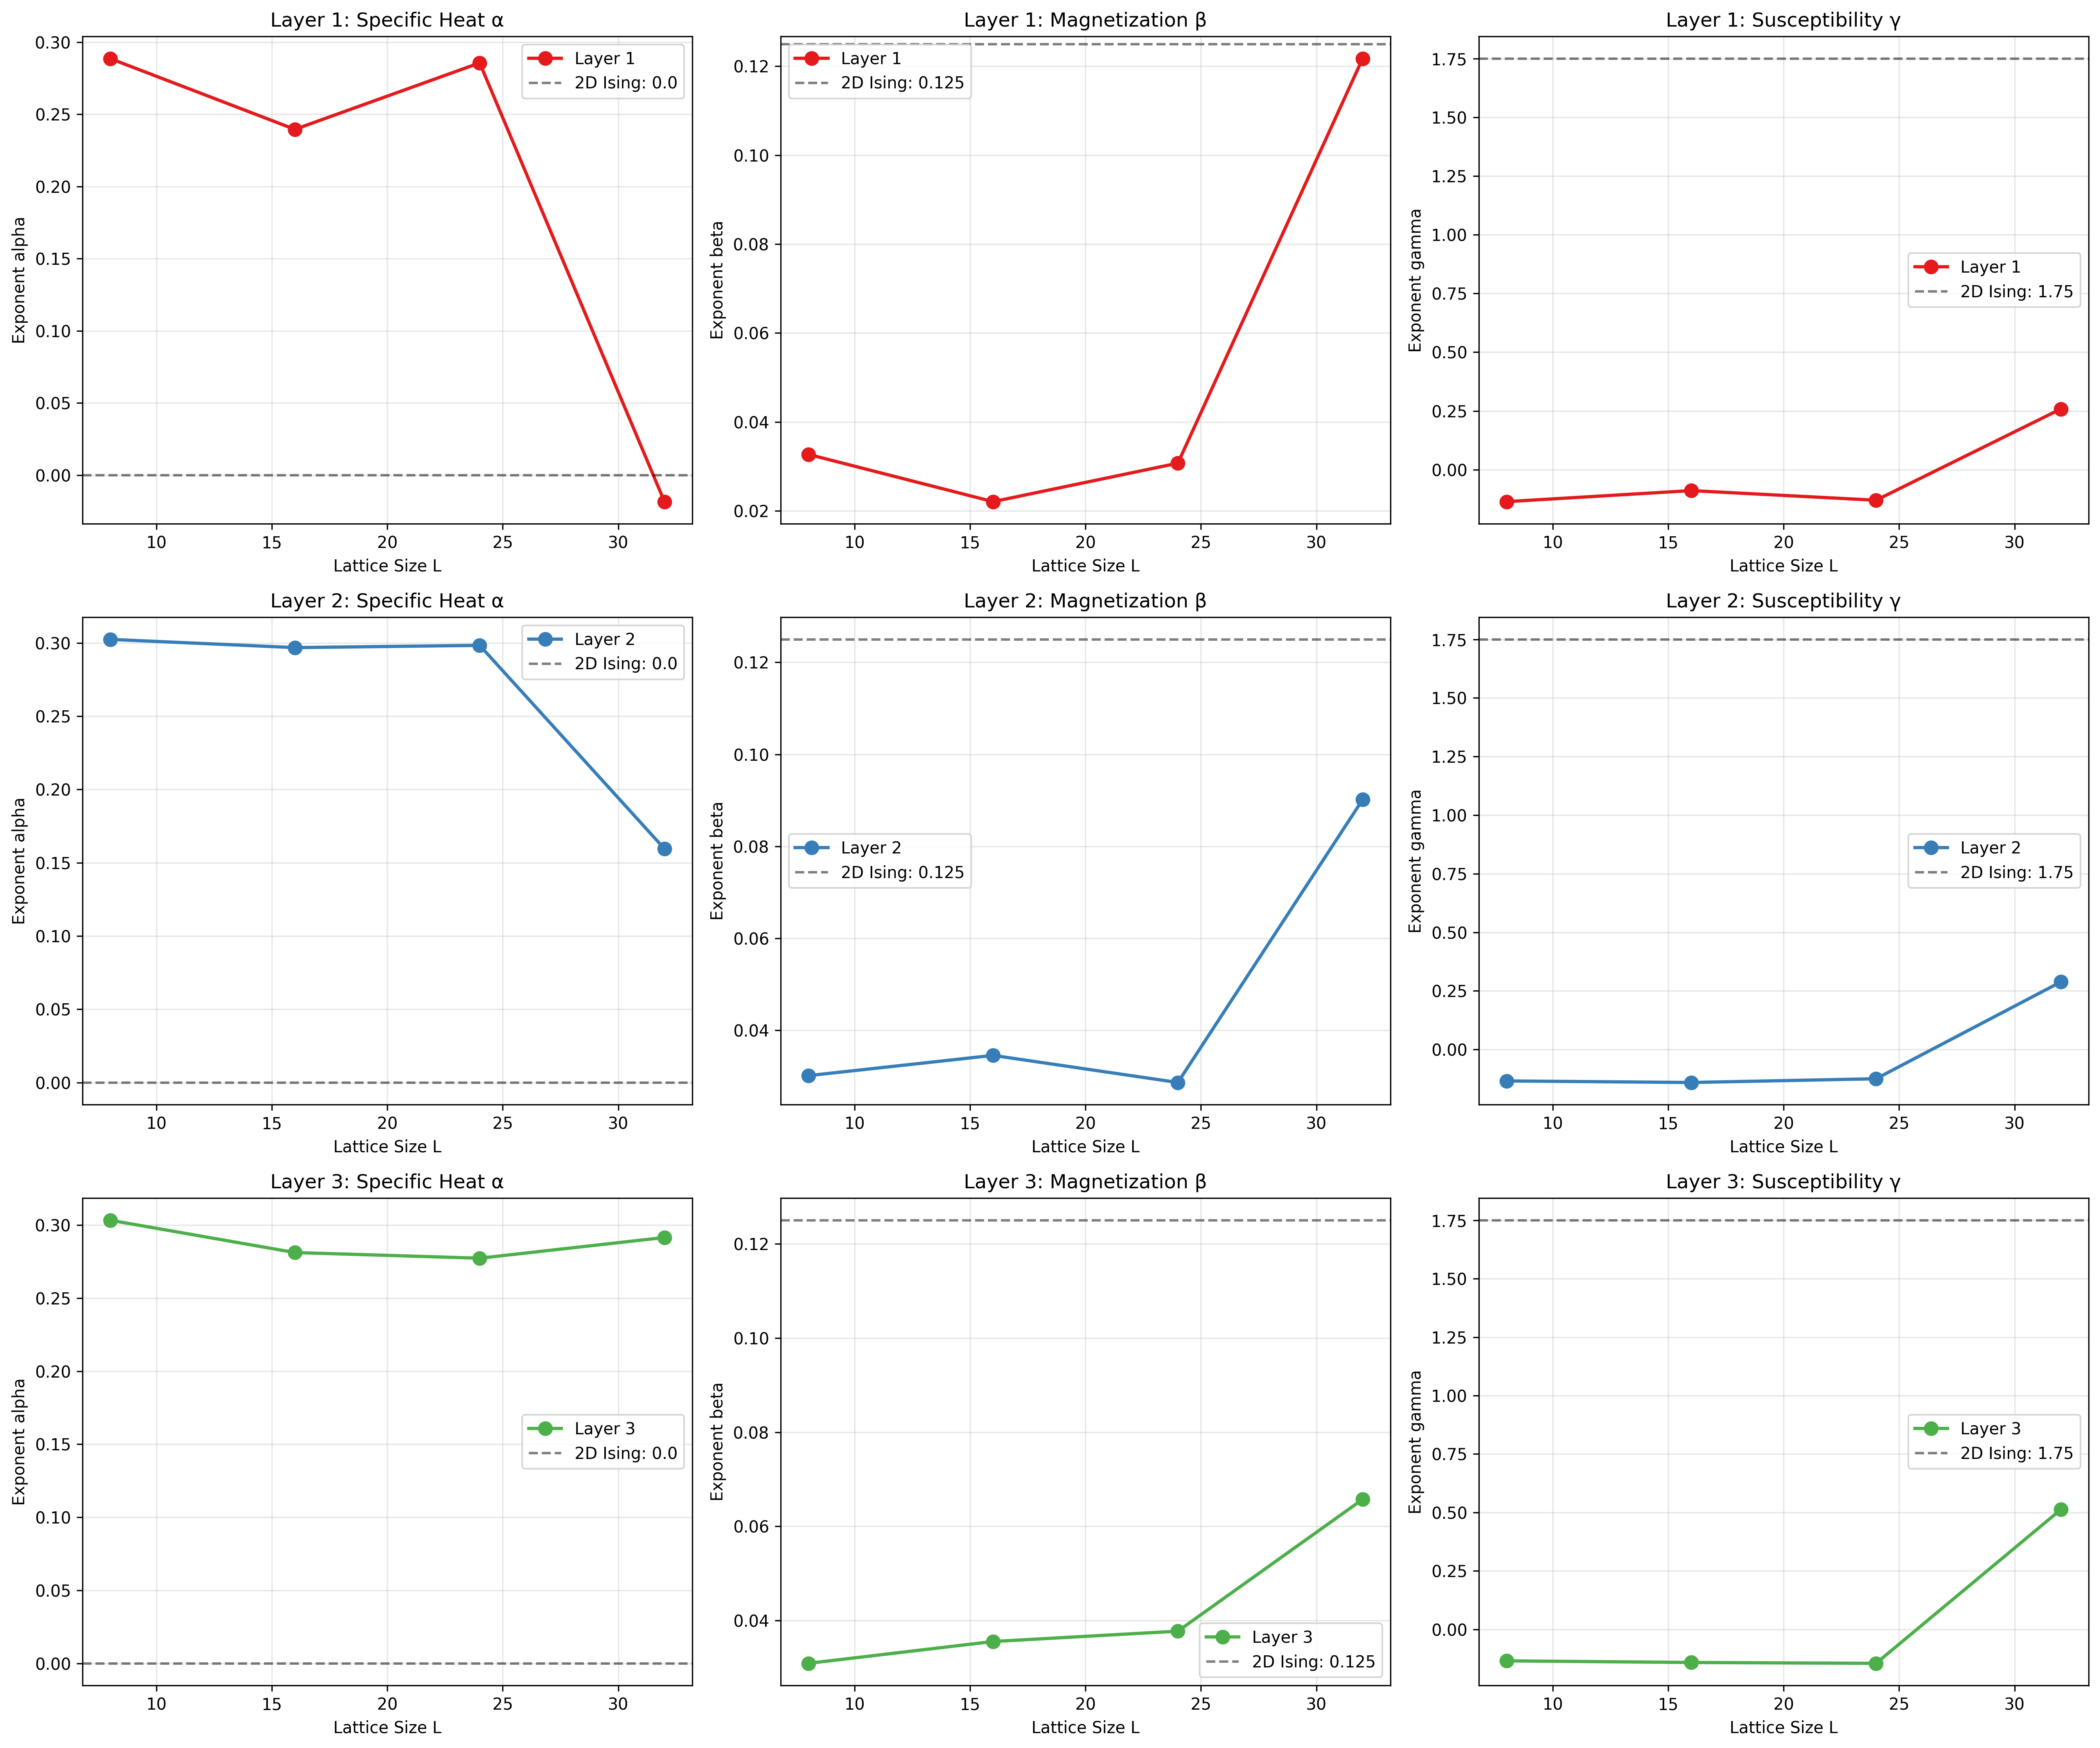 Layer 1: Specific Heat α
0.30
0.25
0.20
0.15
0.10
0.05
0.00
Exponent alpha
Layer 1
2D Ising: 0.0
10 15 20 25 30
Lattice Size L
Layer 1: Magnetization β
0.12
0.10
0.08
0.06
0.04
0.02
Exponent beta
Layer 1
2D Ising: 0.125
10 15 20 25 30
Lattice Size L
Layer 1: Susceptibility γ
1.75
1.50
1.25
1.00
0.75
0.50
0.25
0.00
Exponent gamma
Layer 1
2D Ising: 1.75
10 15 20 25 30
Lattice Size L
Layer 2: Specific Heat α
0.30
0.25
0.20
0.15
0.10
0.05
0.00
Exponent alpha
Layer 2
2D Ising: 0.0
10 15 20 25 30
Lattice Size L
Layer 2: Magnetization β
0.12
0.10
0.08
0.06
0.04
Exponent beta
Layer 2
2D Ising: 0.125
10 15 20 25 30
Lattice Size L
Layer 2: Susceptibility γ
1.75
1.50
1.25
1.00
0.75
0.50
0.25
0.00
Exponent gamma
Layer 2
2D Ising: 1.75
10 15 20 25 30
Lattice Size L
Layer 3: Specific Heat α
0.30
0.25
0.20
0.15
0.10
0.05
0.00
Exponent alpha
Layer 3
2D Ising: 0.0
10 15 20 25 30
Lattice Size L
Layer 3: Magnetization β
0.12
0.10
0.08
0.06
0.04
Exponent beta
Layer 3
2D Ising: 0.125
10 15 20 25 30
Lattice Size L
Layer 3: Susceptibility γ
1.75
1.50
1.25
1.00
0.75
0.50
0.25
0.00
Exponent gamma
Layer 3
2D Ising: 1.75
10 15 20 25 30
Lattice Size L